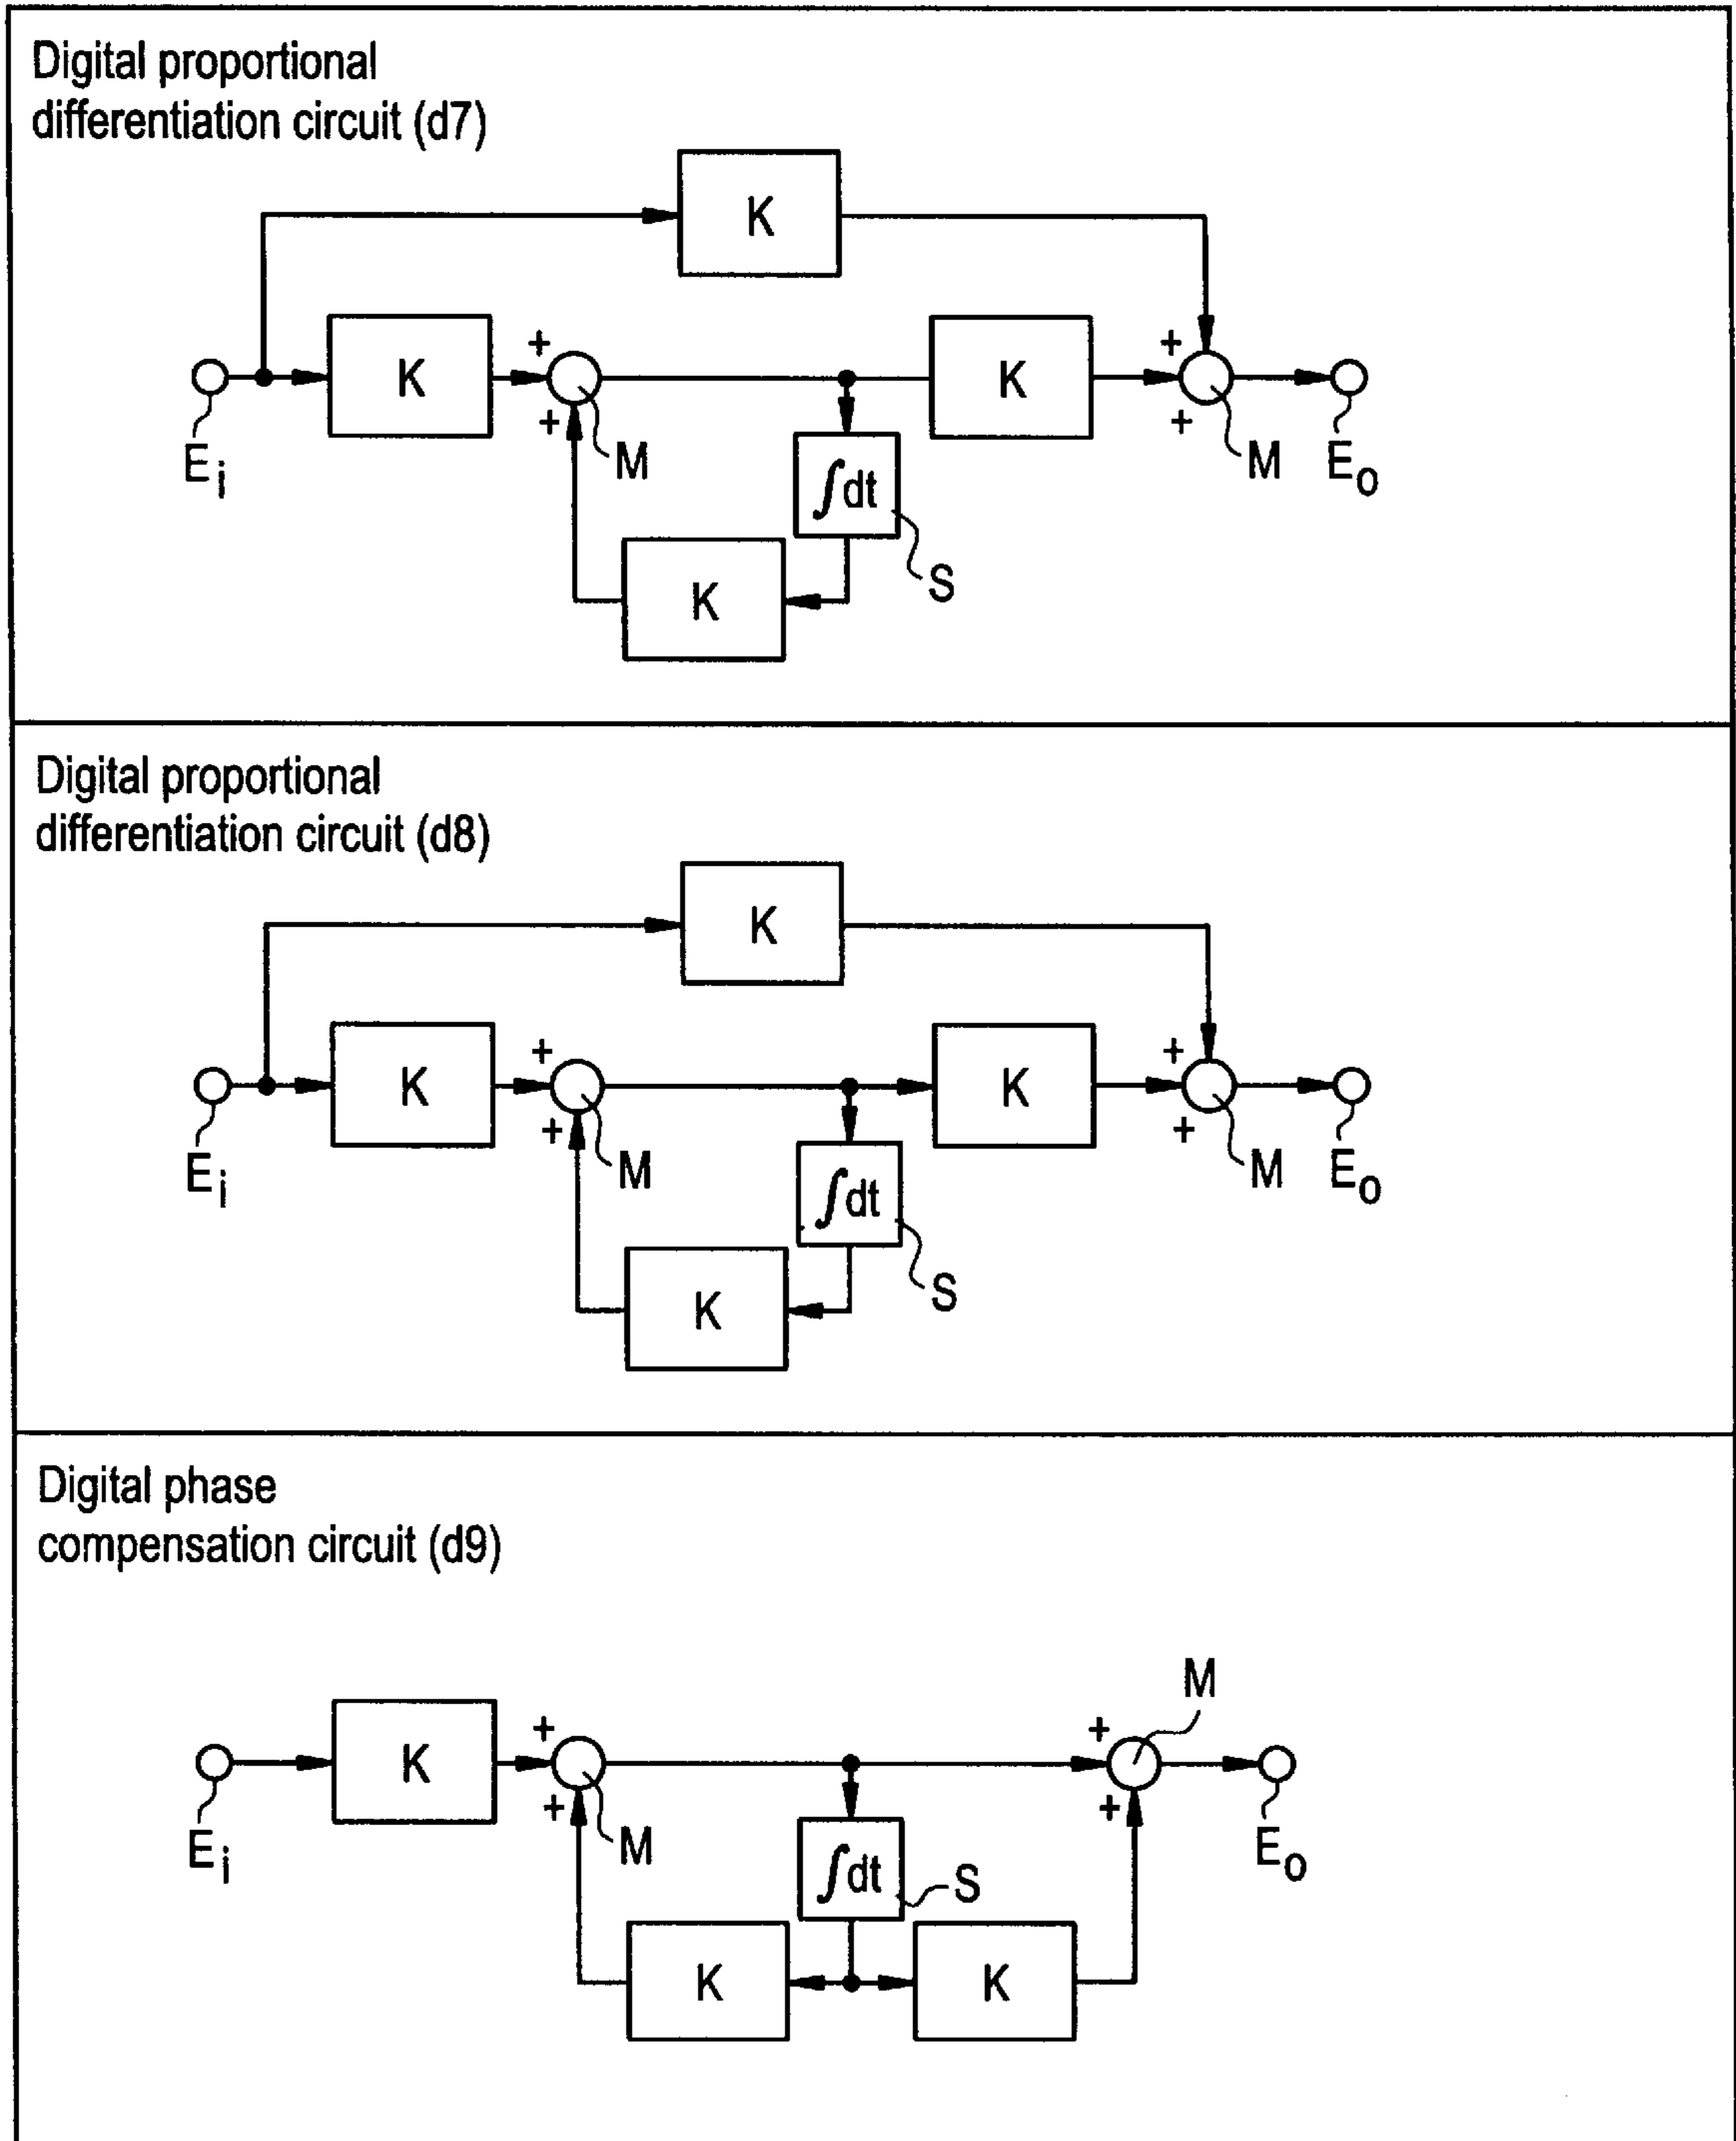 Digital proportional
differentiation circuit (d7)
K
K
+
+
K
+
+
Ei
M
M
Eo
∫dt
S
K
Digital proportional
differentiation circuit (d8)
K
K
+
+
K
+
+
Ei
M
M
Eo
∫dt
S
K
Digital phase
compensation circuit (d9)
M
K
+
+
+
+
Ei
M
Eo
∫dt
S
K
K